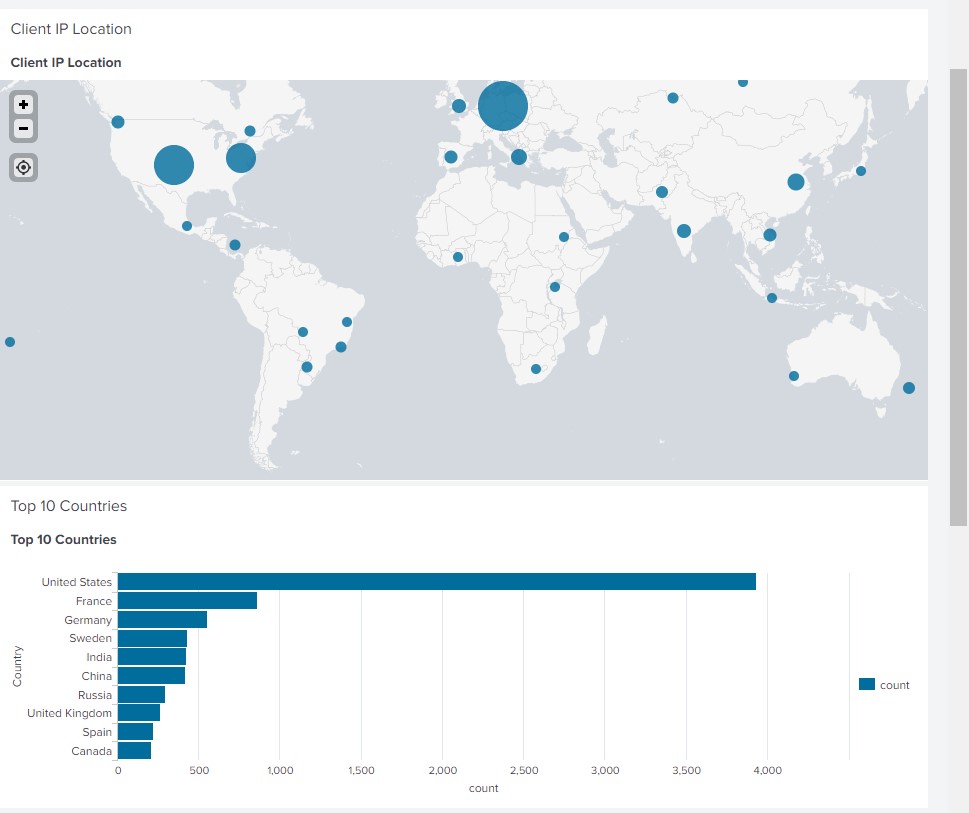 Client IP Location
Client IP Location
+
−
Top 10 Countries
Top 10 Countries
United States
France
Germany
Sweden
India
China
Russia
United Kingdom
Spain
Canada
Country
0 500 1,000 1,500 2,000 2,500 3,000 3,500 4,000
count
count